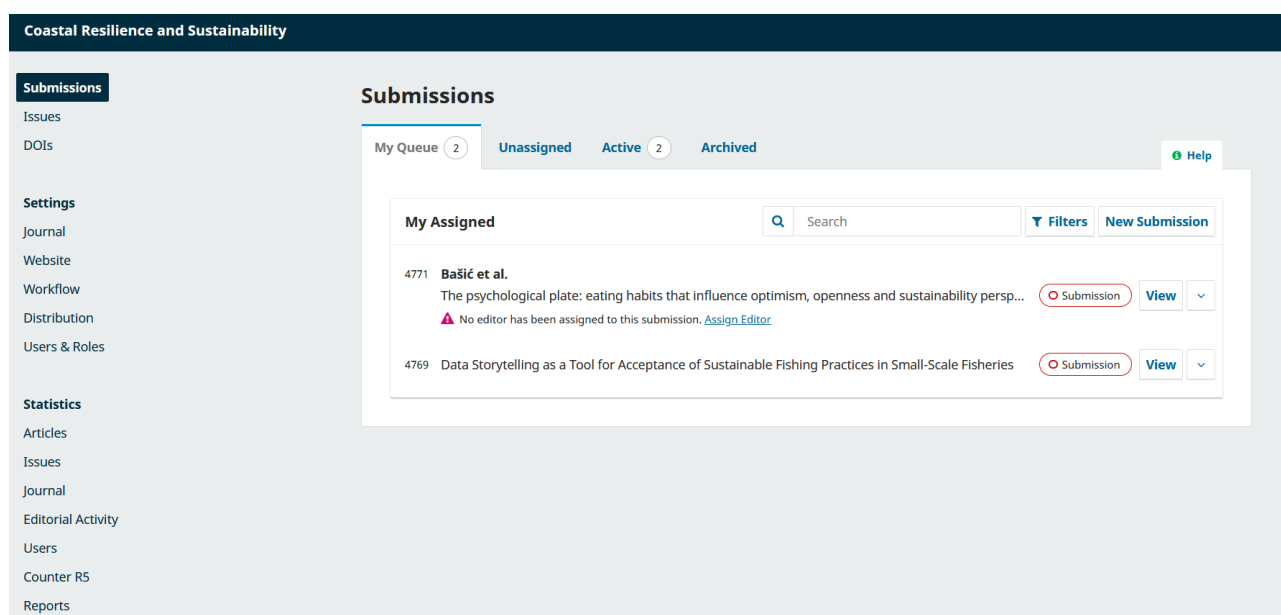 Coastal Resilience and Sustainability
Submissions
Issues
DOIs
Settings
Journal
Website
Workflow
Distribution
Users & Roles
Statistics
Articles
Issues
Journal
Editorial Activity
Users
Counter R5
Reports
Submissions
My Queue 2 Unassigned Active 2 Archived
Help
My Assigned Search Filters New Submission
4771 Bašić et al.
The psychological plate: eating habits that influence optimism, openness and sustainability persp... Submission View
No editor has been assigned to this submission. Assign Editor
4769 Data Storytelling as a Tool for Acceptance of Sustainable Fishing Practices in Small-Scale Fisheries Submission View